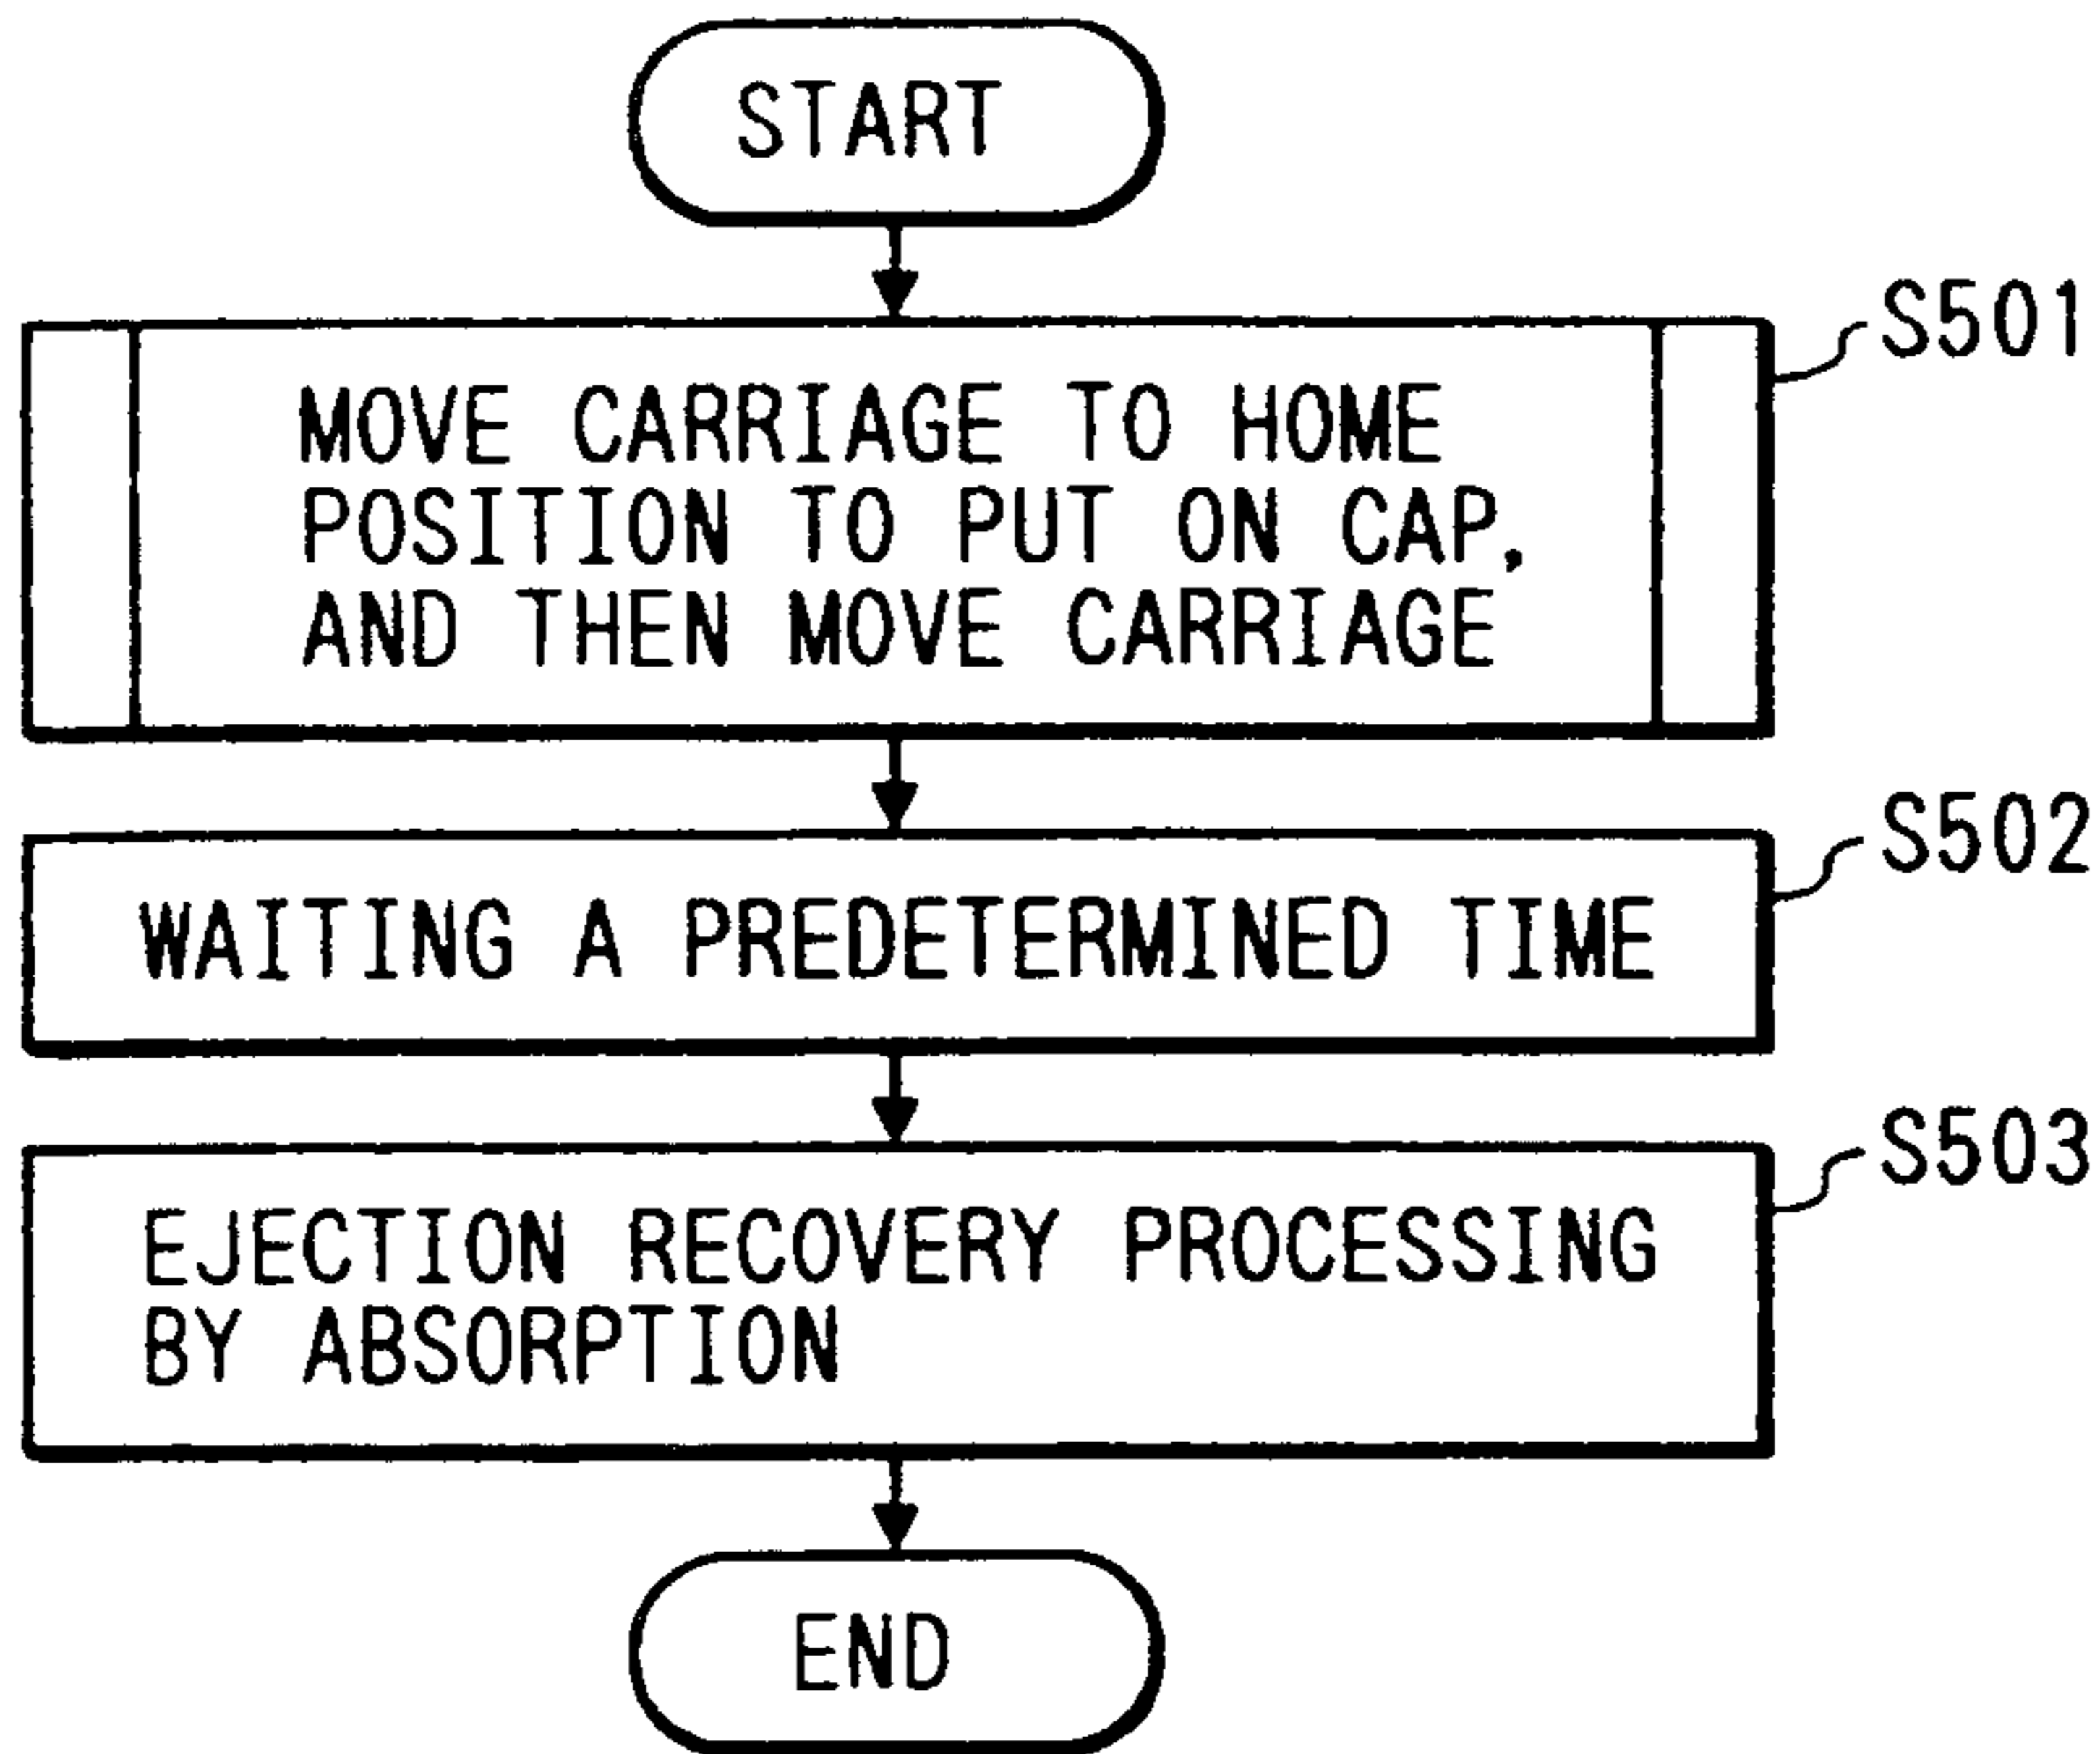 START
S501
MOVE CARRIAGE TO HOME
POSITION TO PUT ON CAP,
AND THEN MOVE CARRIAGE
S502
WAITING A PREDETERMINED TIME
S503
EJECTION RECOVERY PROCESSING
BY ABSORPTION
END